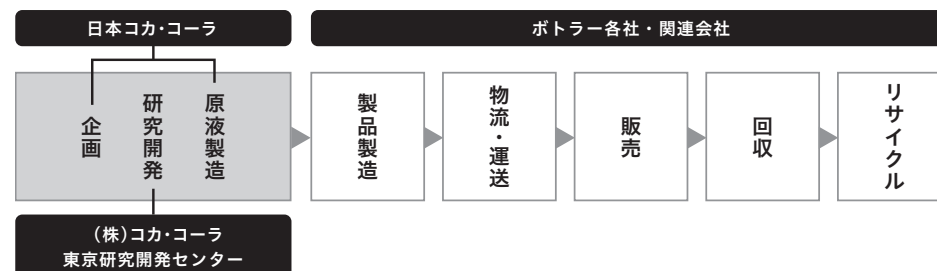 日本コカ・コーラ
ボトラー各社・関連会社
企画
研究開発
原液製造
製品製造
物流・運送
販売
回収
リサイクル
(株)コカ・コーラ
東京研究開発センター